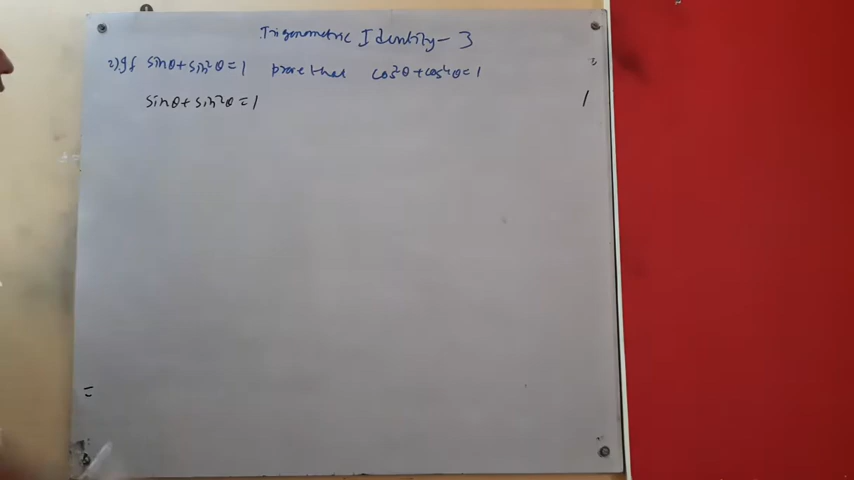 Trigonometric Identity - 3
2) If sinθ + sin²θ = 1 prove that cos²θ + cos⁴θ = 1
sinθ + sin²θ = 1
=